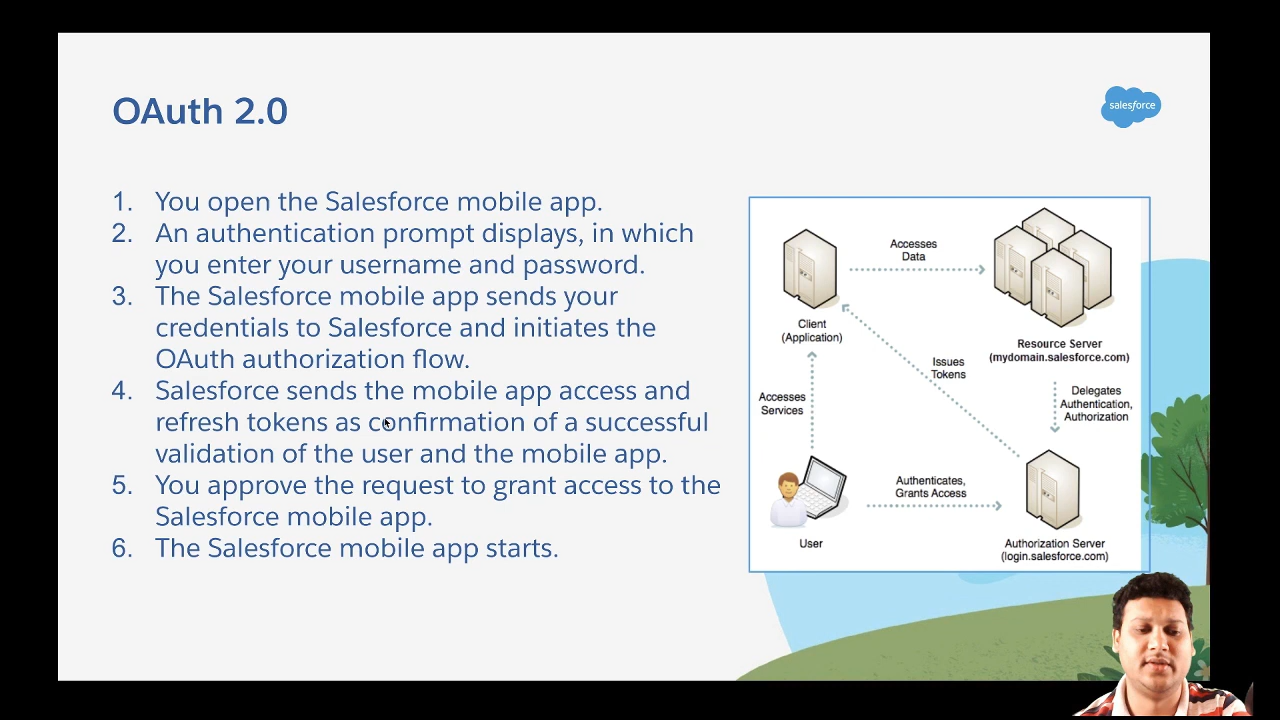 OAuth 2.0
salesforce
1. You open the Salesforce mobile app.
2. An authentication prompt displays, in which
you enter your username and password.
3. The Salesforce mobile app sends your
credentials to Salesforce and initiates the
OAuth authorization flow.
4. Salesforce sends the mobile app access and
refresh tokens as confirmation of a successful
validation of the user and the mobile app.
5. You approve the request to grant access to the
Salesforce mobile app.
6. The Salesforce mobile app starts.
Accesses
Data
Client
(Application)
Resource Server
(mydomain.salesforce.com)
Issues
Tokens
Accesses
Services
Delegates
Authentication,
Authorization
Authenticates,
Grants Access
User
Authorization Server
(login.salesforce.com)